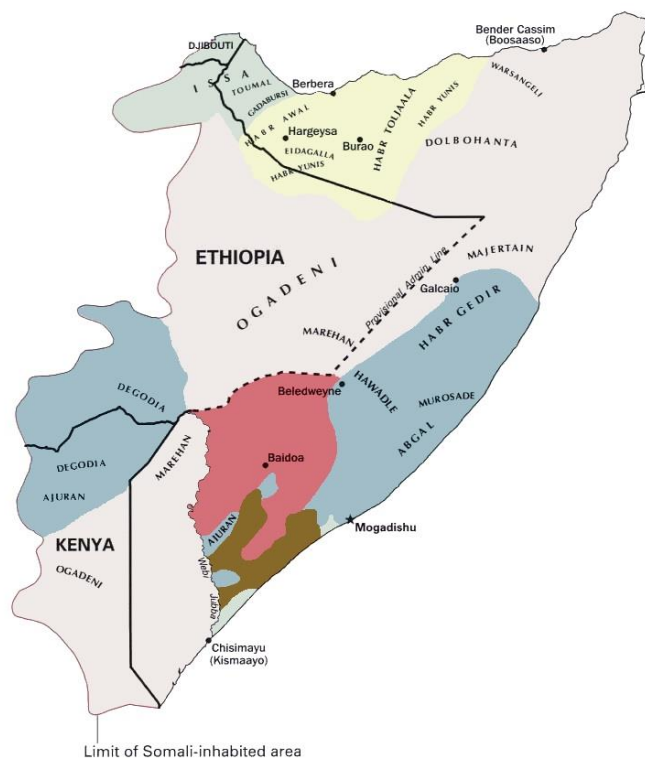 Bender Cassim
(Boosaaso)
DJIBOUTI
ISSA
TOUMAL
GADABURSI
Berbera
WARSANGELI
HABR AWAL
Hargeysa
EIDAGALLA
HABR YUNIS
Burao
HABR TOLJAALA
HABR YUNIS
DOLBOHANTA
ETHIOPIA
OGADENI
Provisional Admin. Line
MAJERTAIN
Galcaio
MAREHAN
HABR GEDIR
DEGODIA
Beledweyne
HAWADLE
MUROSADE
ABGAL
MAREHAN
DEGODIA
AJURAN
Baidoa
AJURAN
Mogadishu
KENYA
OGADENI
Webi
Jubba
Chisimayu
(Kismaayo)
Limit of Somali-inhabited area